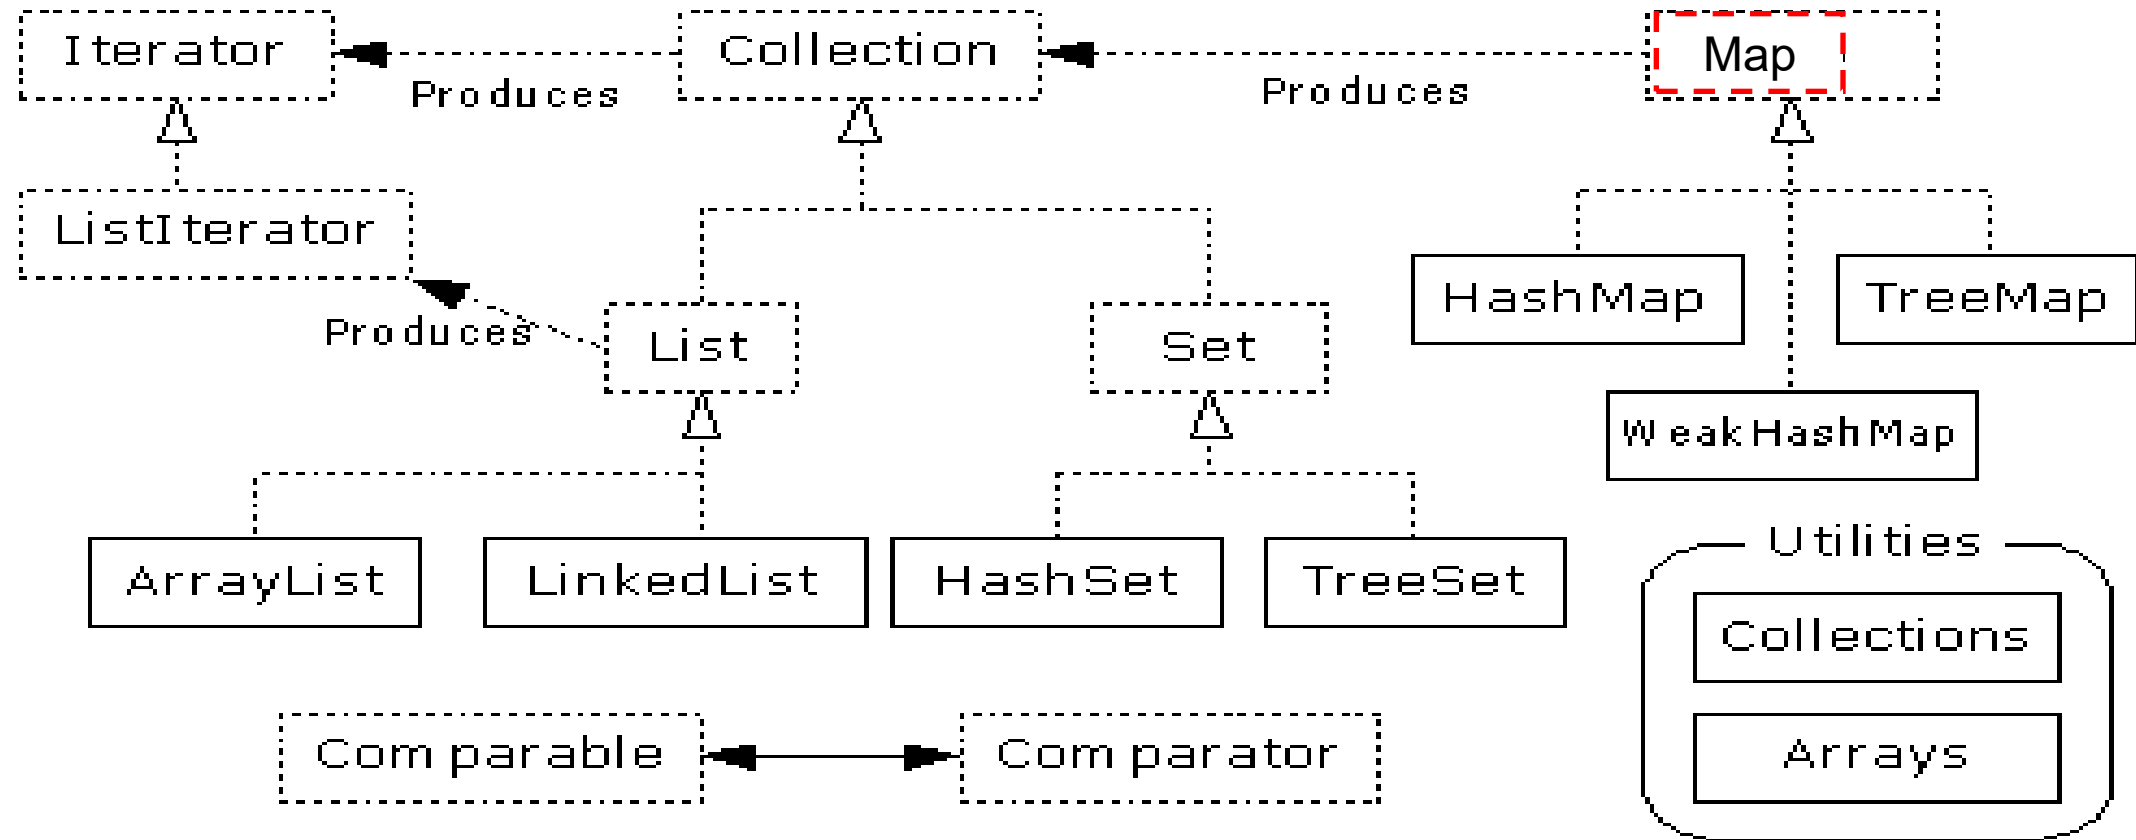 Iterator
Collection
Map
Produces
Produces
ListIterator
HashMap
TreeMap
Produces
List
Set
WeakHashMap
Utilities
ArrayList
LinkedList
HashSet
TreeSet
Collections
Comparable
Comparator
Arrays